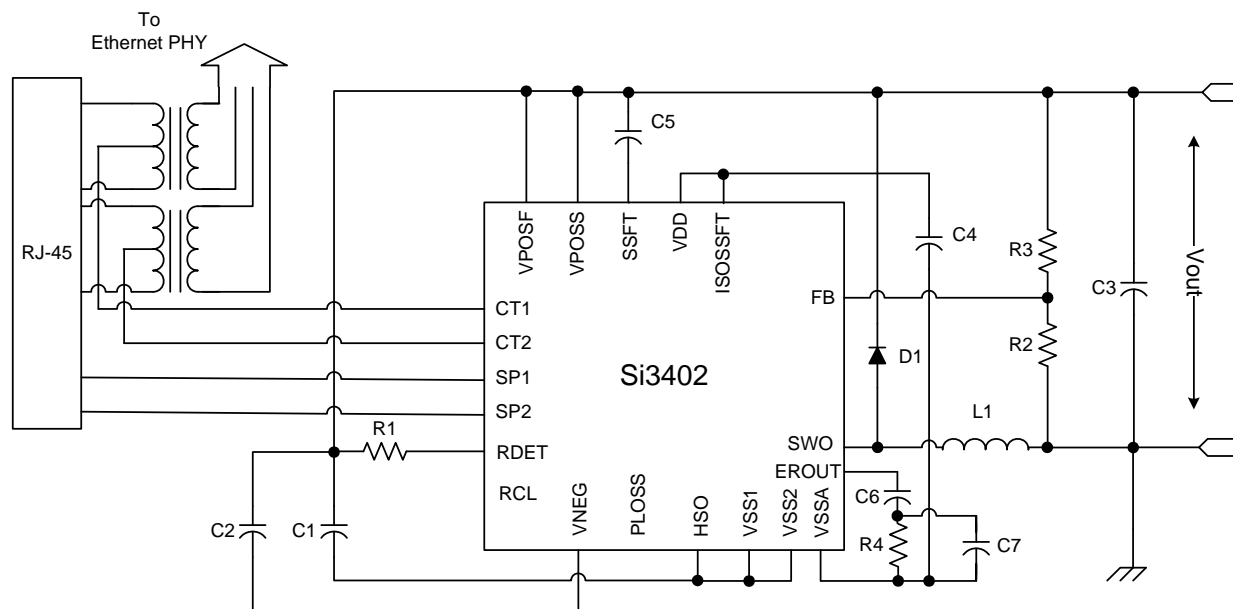 To
Ethernet PHY
RJ-45
C5
VPOSF
VPOSS
SSFT
VDD
ISOSSFT
C4
R3
C3
Vout
CT1
FB
CT2
R2
D1
Si3402
SP1
SP2
L1
R1
RDET
SWO
EROUT
RCL
VNEG
PLOSS
HSO
VSS1
VSS2
VSSA
C6
C2
C1
R4
C7